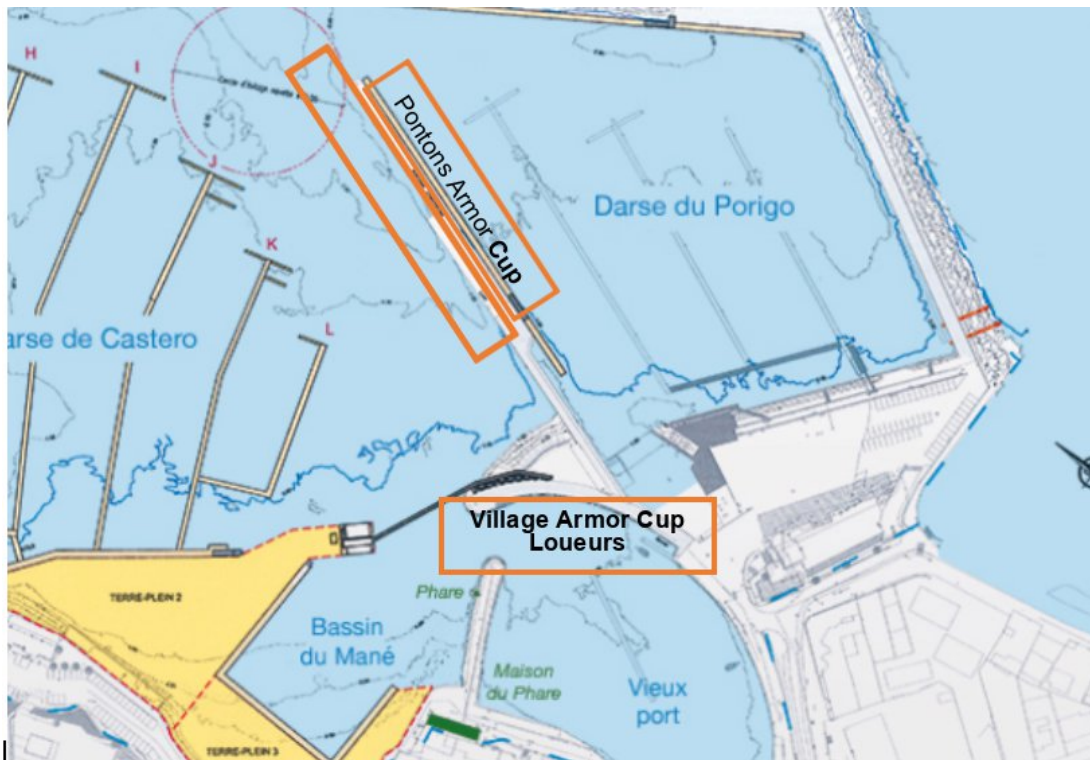 H
I
J
K
L
Pontons Armor Cup
Darse du Porigo
arse de Castero
Village Armor Cup
Loueurs
TERRE-PLEIN 2
Phare
Bassin
du Mané
Maison
du Phare
Vieux
port
TERRE-PLEIN 3